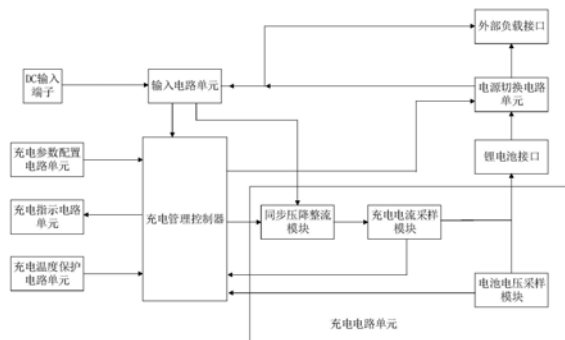 外部负载接口
DC输入
端子
输入电路单元
电源切换电路
单元
充电参数配置
电路单元
锂电池接口
充电管理控制器
充电指示电路
单元
同步压降整流
模块
充电电流采样
模块
充电温度保护
电路单元
电池电压采样
模块
充电电路单元